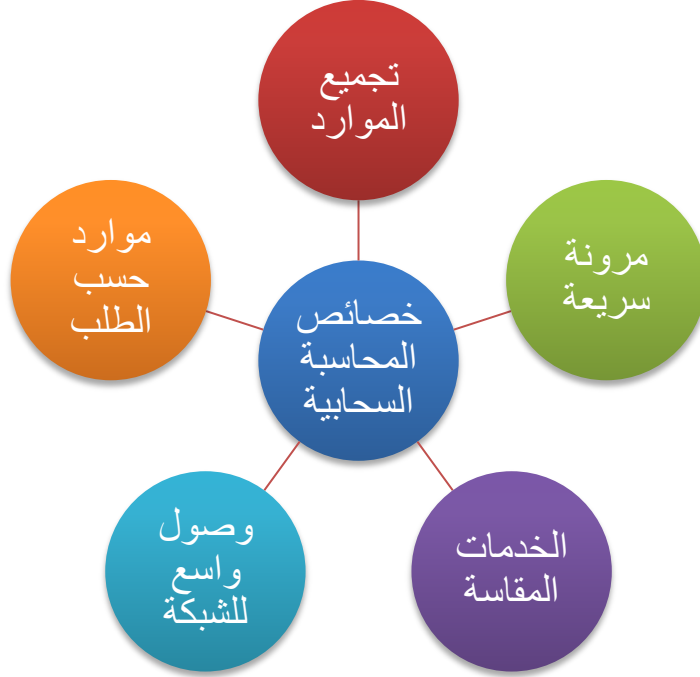 تجميع
الموارد
مرونة
سريعة
موارد
حسب
الطلب
خصائص
المحاسبة
السحابية
الخدمات
المقاسة
وصول
واسع
للشبكة